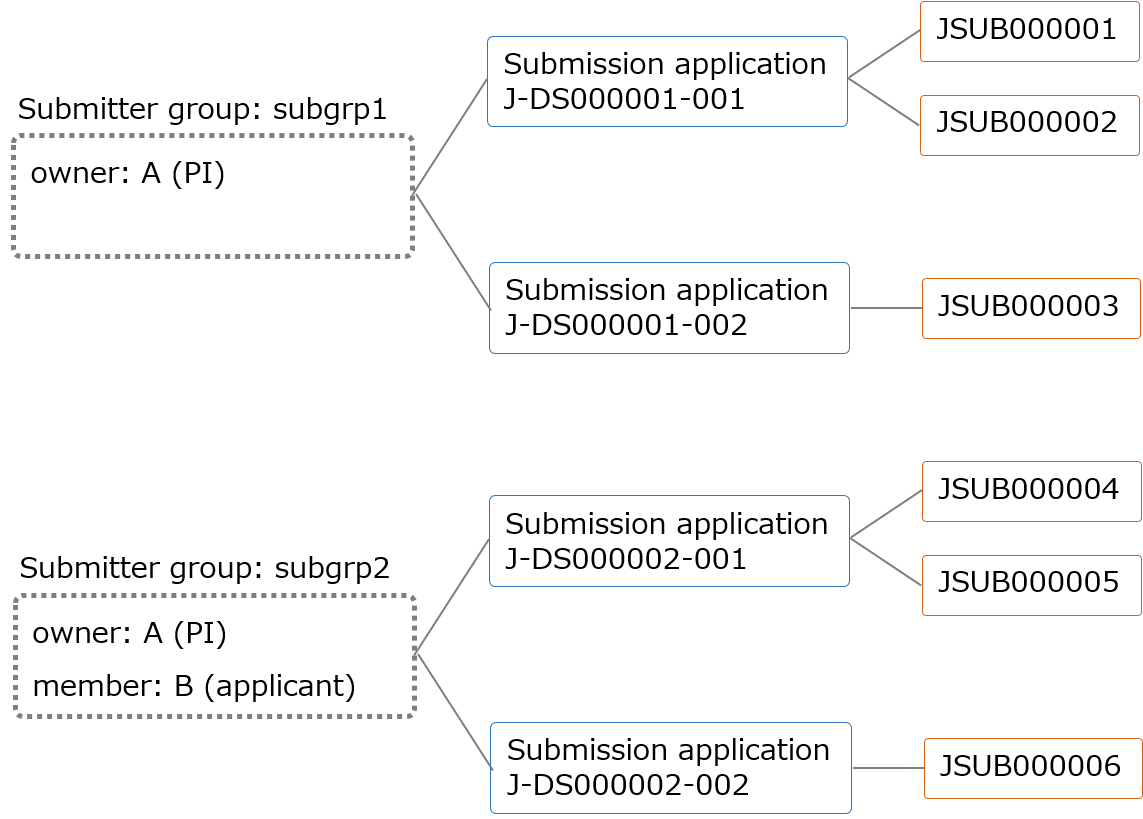 Submitter group: subgrp1
owner: A (PI)
Submission application
J-DS000001-001
JSUB000001
JSUB000002
Submission application
J-DS000001-002
JSUB000003
Submitter group: subgrp2
owner: A (PI)
member: B (applicant)
Submission application
J-DS000002-001
JSUB000004
JSUB000005
Submission application
J-DS000002-002
JSUB000006